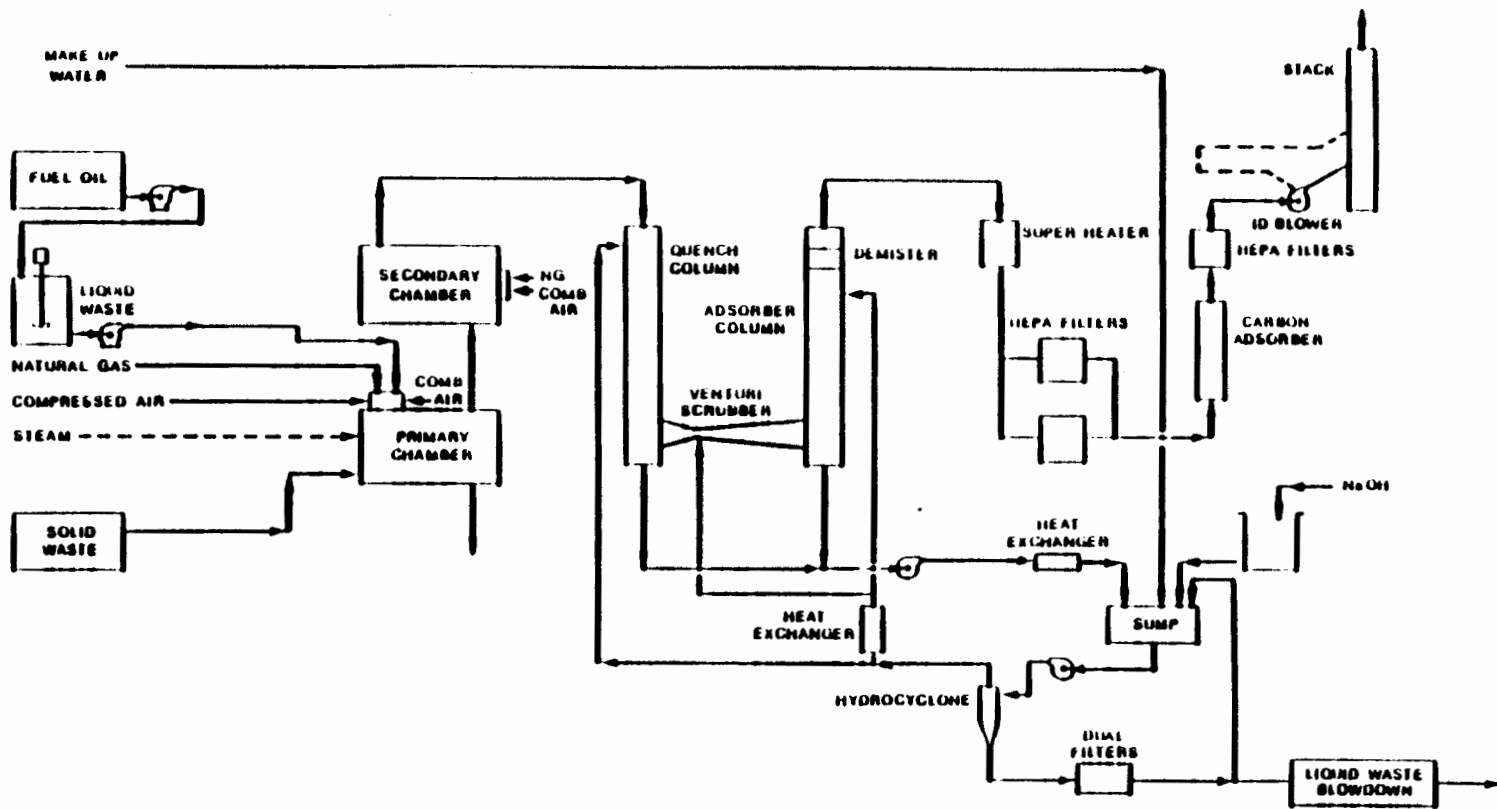 MAKE UP
WATER
STACK
FUEL OIL
ID BLOWER
SUPER HEATER
HEPA FILTERS
QUENCH
COLUMN
DEMISTER
SECONDARY
CHAMBER
NG
COMB
AIR
LIQUID
WASTE
ADSORBER
COLUMN
HEPA FILTERS
CARBON
ADSORBER
NATURAL GAS
COMB
AIR
COMPRESSED AIR
VENTURI
SCRUBBER
STEAM
PRIMARY
CHAMBER
NaOH
SOLID
WASTE
HEAT
EXCHANGER
HEAT
EXCHANGER
SUMP
HYDROCYCLONE
DUAL
FILTERS
LIQUID WASTE
BLOWDOWN